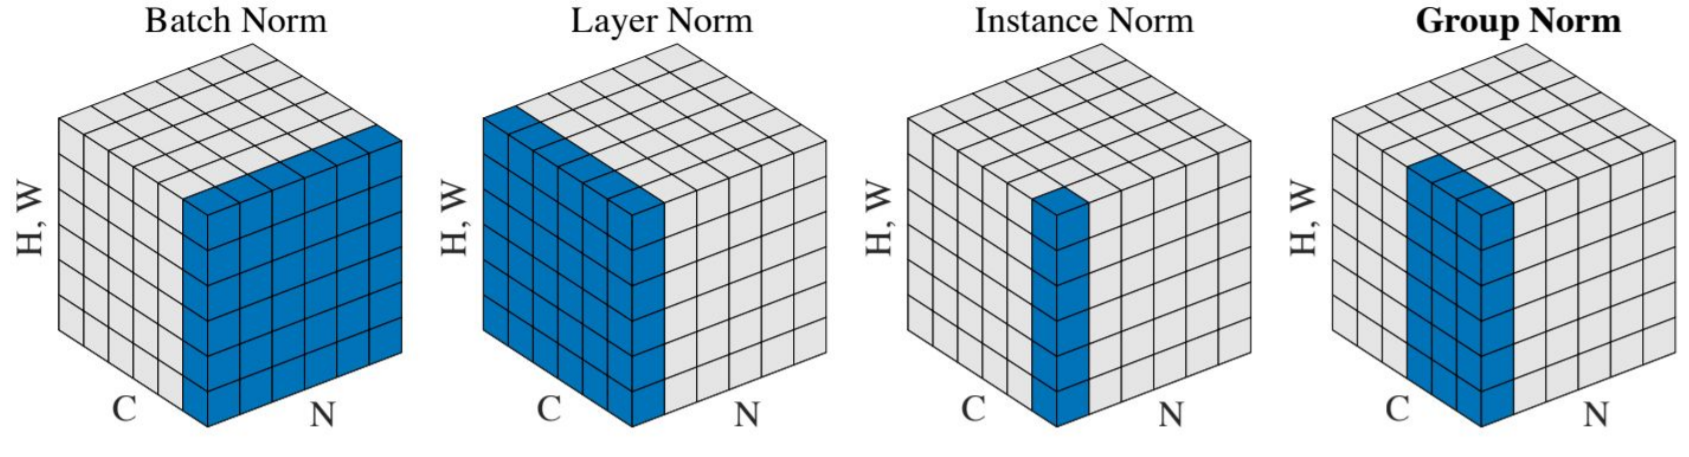 Batch Norm
H, W
C
N
Layer Norm
H, W
C
N
Instance Norm
H, W
C
N
Group Norm
H, W
C
N